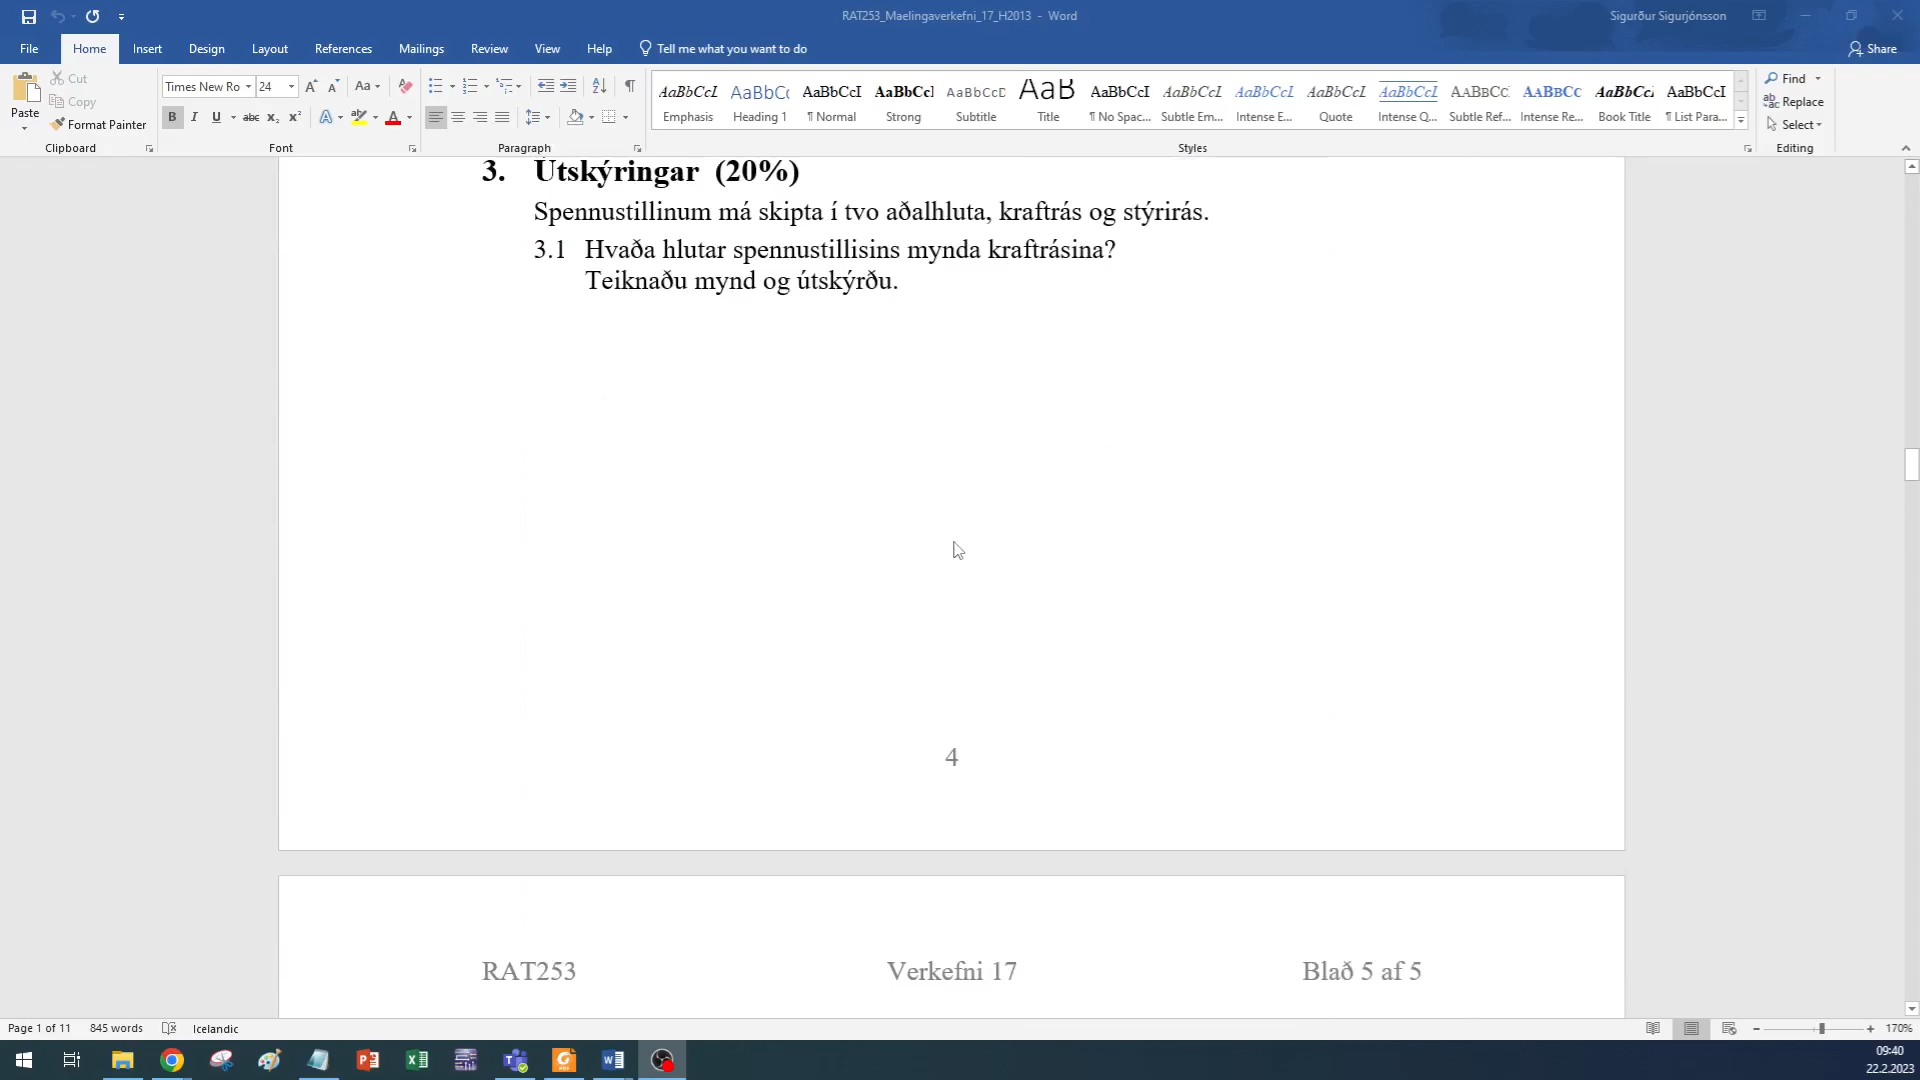 RAT253_Maelingaverkefni_17_H2013 - Word
Sigurður Sigurjónsson
File Home Insert Design Layout References Mailings Review View Help Tell me what you want to do
Share
Paste
Cut
Copy
Format Painter
Clipboard
Times New Ro 24
Font
Paragraph
AaBbCcI AaBbCc AaBbCcI AaBbCcI AaBbCcD AaB AaBbCcI AaBbCcI AaBbCcI AaBbCcI AaBbCcI AABBCC AABBCC AaBbCcI AaBbCcI
Emphasis Heading 1 ¶ Normal Strong Subtitle Title ¶ No Spac... Subtle Em... Intense E... Quote Intense Q... Subtle Ref... Intense Re... Book Title ¶ List Para...
Styles
Find
Replace
Select
Editing
3. Útskýringar (20%)
Spennustillinum má skipta í tvo aðalhluta, kraftrás og stýrirás.
3.1 Hvaða hlutar spennustillisins mynda kraftrásina?
Teiknaðu mynd og útskýrðu.
4
RAT253 Verkefni 17 Blað 5 af 5
Page 1 of 11 845 words Icelandic
170%
09:40
22.2.2023